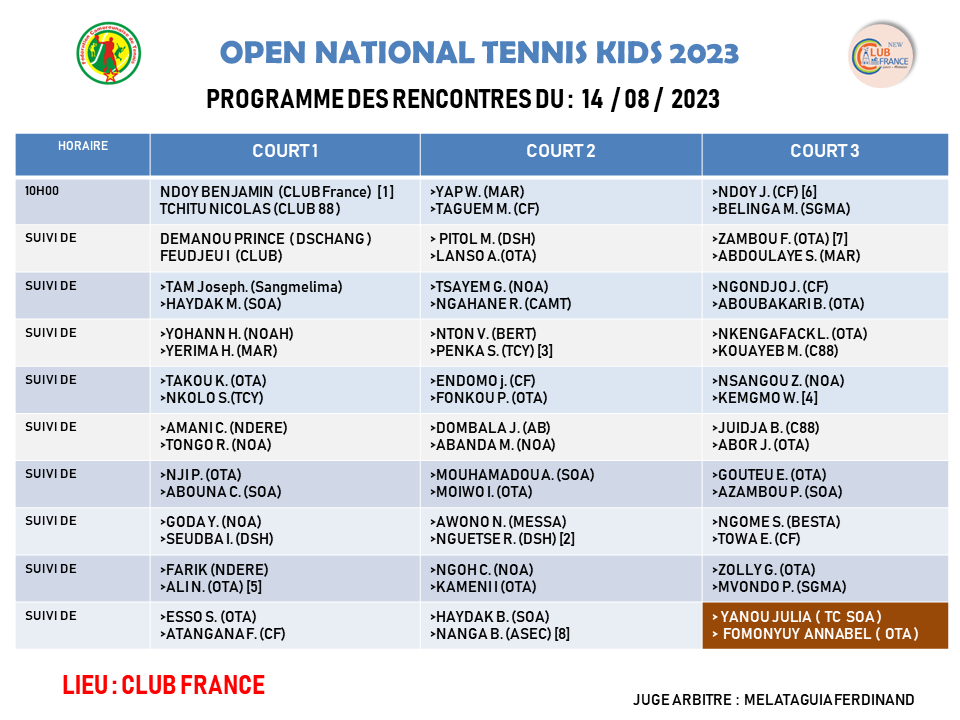 Fédération Camerounaise de Tennis
NEW
CLUB
FRANCE
OPEN NATIONAL TENNIS KIDS 2023
PROGRAMME DES RENCONTRES DU : 14 / 08 / 2023
HORAIRE COURT 1 COURT 2 COURT 3
10H00 NDOY BENJAMIN (CLUB France) [1] >YAP W. (MAR) >NDOY J. (CF) [6]
TCHITU NICOLAS (CLUB 88 ) >TAGUEM M. (CF) >BELINGA M. (SGMA)
SUIVI DE DEMANOU PRINCE ( DSCHANG ) > PITOL M. (DSH) >ZAMBOU F. (OTA) [7]
FEUDJEU I (CLUB) >LANSO A.(OTA) >ABDOULAYE S. (MAR)
SUIVI DE >TAM Joseph. (Sangmelima) >TSAYEM G. (NOA) >NGONDJO J. (CF)
>HAYDAK M. (SOA) >NGAHANE R. (CAMT) >ABOUBAKARI B. (OTA)
SUIVI DE >YOHANN H. (NOAH) >NTON V. (BERT) >NKENGAFACK L. (OTA)
>YERIMA H. (MAR) >PENKA S. (TCY) [3] >KOUAYEB M. (C88)
SUIVI DE >TAKOU K. (OTA) >ENDOMO j. (CF) >NSANGOU Z. (NOA)
>NKOLO S.(TCY) >FONKOU P. (OTA) >KEMGMO W. [4]
SUIVI DE >AMANI C. (NDERE) >DOMBALA J. (AB) >JUIDJA B. (C88)
>TONGO R. (NOA) >ABANDA M. (NOA) >ABOR J. (OTA)
SUIVI DE >NJI P. (OTA) >MOUHAMADOU A. (SOA) >GOUTEU E. (OTA)
>ABOUNA C. (SOA) >MOIWO I. (OTA) >AZAMBOU P. (SOA)
SUIVI DE >GODA Y. (NOA) >AWONO N. (MESSA) >NGOME S. (BESTA)
>SEUDBA I. (DSH) >NGUETSE R. (DSH) [2] >TOWA E. (CF)
SUIVI DE >FARIK (NDERE) >NGOH C. (NOA) >ZOLLY G. (OTA)
>ALI N. (OTA) [5] >KAMENI I (OTA) >MVONDO P. (SGMA)
SUIVI DE >ESSO S. (OTA) >HAYDAK B. (SOA) > YANOU JULIA ( TC SOA )
>ATANGANA F. (CF) >NANGA B. (ASEC) [8] > FOMONYUY ANNABEL ( OTA )
LIEU : CLUB FRANCE
JUGE ARBITRE : MELATAGUIA FERDINAND